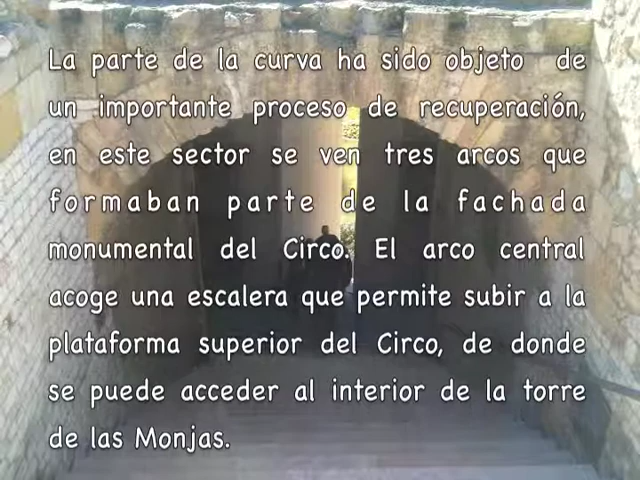 La parte de la curva ha sido objeto de
un importante proceso de recuperación,
en este sector se ven tres arcos que
formaban parte de la fachada
monumental del Circo. El arco central
acoge una escalera que permite subir a la
plataforma superior del Circo, de donde
se puede acceder al interior de la torre
de las Monjas.